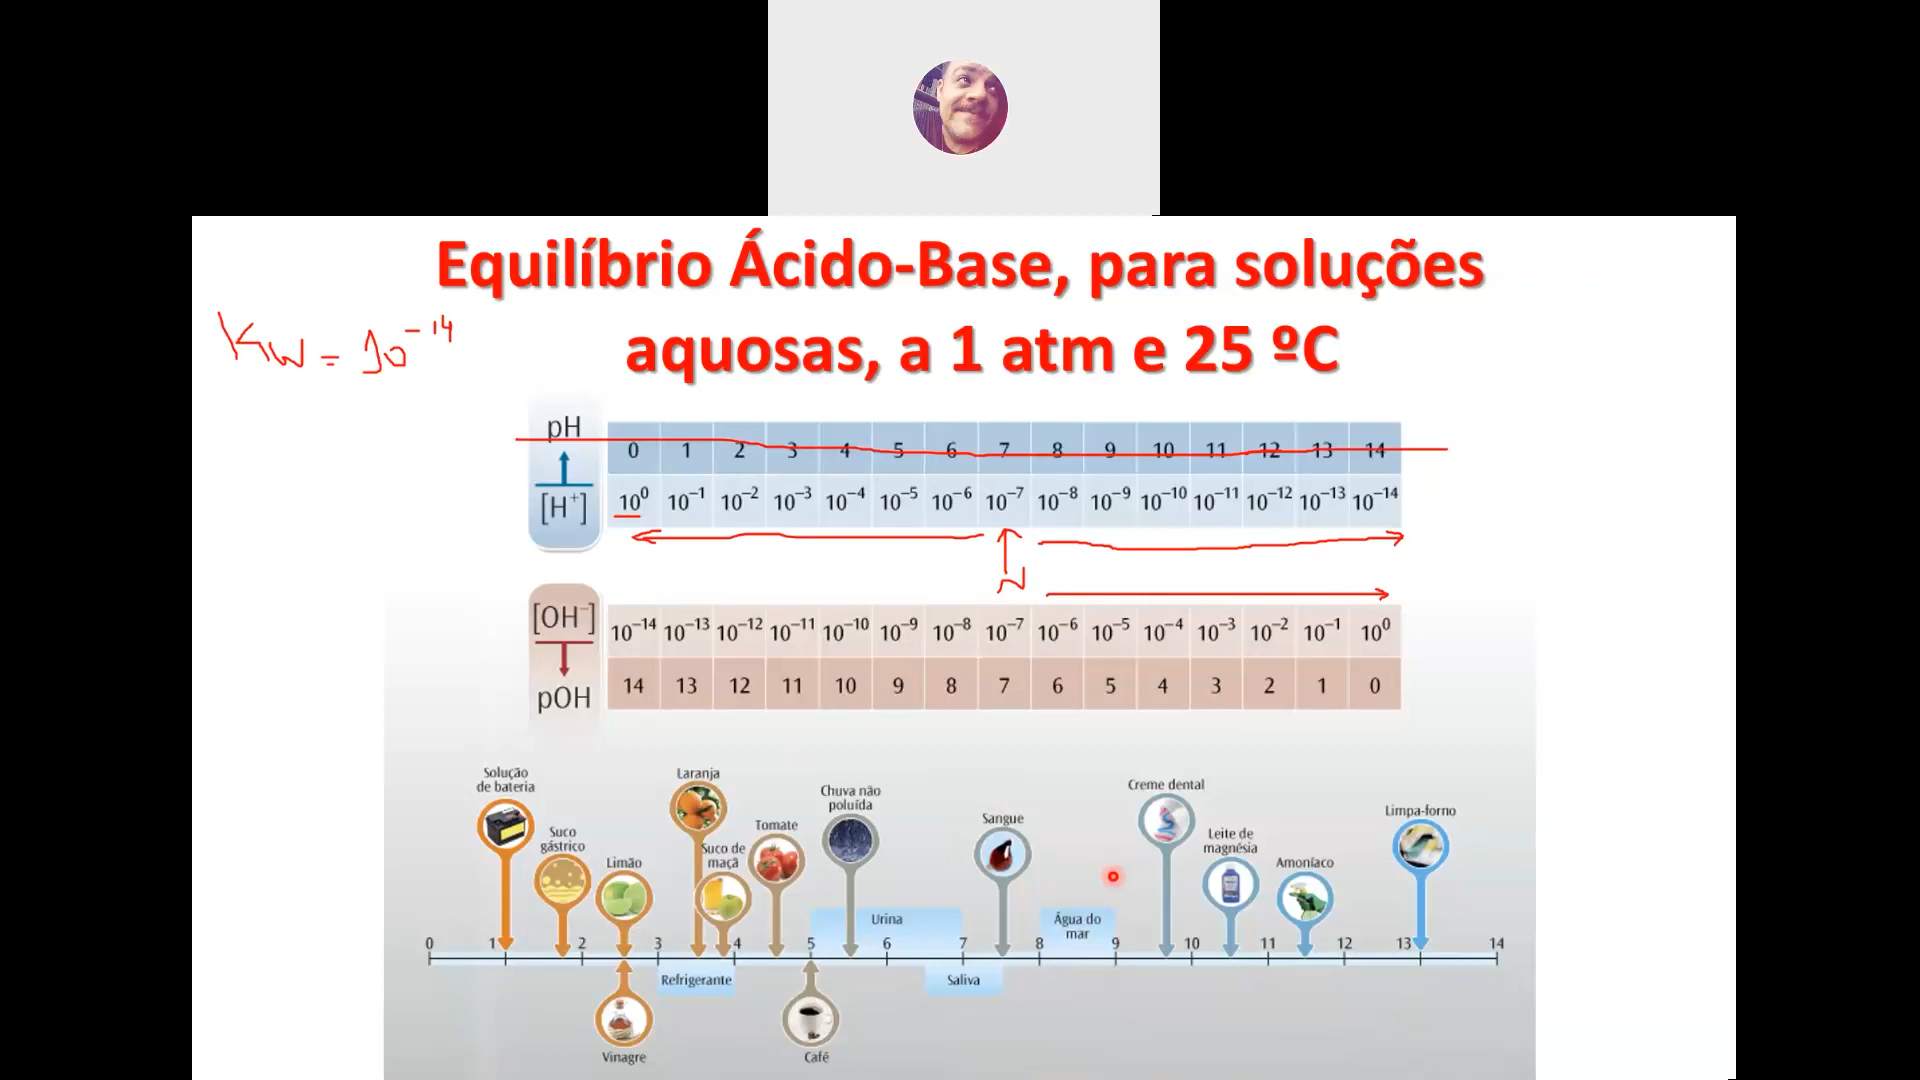 Equilíbrio Ácido-Base, para soluções
aquosas, a 1 atm e 25 ºC
Kw = 10⁻¹⁴
pH
0 1 2 3 4 5 6 7 8 9 10 11 12 13 14
[H⁺]
10⁰ 10⁻¹ 10⁻² 10⁻³ 10⁻⁴ 10⁻⁵ 10⁻⁶ 10⁻⁷ 10⁻⁸ 10⁻⁹ 10⁻¹⁰ 10⁻¹¹ 10⁻¹² 10⁻¹³ 10⁻¹⁴
N
[OH⁻]
10⁻¹⁴ 10⁻¹³ 10⁻¹² 10⁻¹¹ 10⁻¹⁰ 10⁻⁹ 10⁻⁸ 10⁻⁷ 10⁻⁶ 10⁻⁵ 10⁻⁴ 10⁻³ 10⁻² 10⁻¹ 10⁰
pOH
14 13 12 11 10 9 8 7 6 5 4 3 2 1 0
Solução
de bateria
Suco
gástrico
Limão
Laranja
Suco de
maçã
Tomate
Chuva não
poluída
Urina
Sangue
Água do
mar
Creme dental
Leite de
magnésia
Amoníaco
Limpa-forno
0 1 2 3 4 5 6 7 8 9 10 11 12 13 14
Refrigerante
Saliva
Vinagre
Café